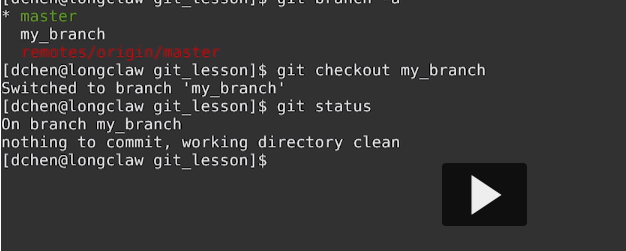 [dchen@longclaw git_lesson]$ git branch -a
* master
my_branch
remotes/origin/master
[dchen@longclaw git_lesson]$ git checkout my_branch
Switched to branch 'my_branch'
[dchen@longclaw git_lesson]$ git status
On branch my_branch
nothing to commit, working directory clean
[dchen@longclaw git_lesson]$